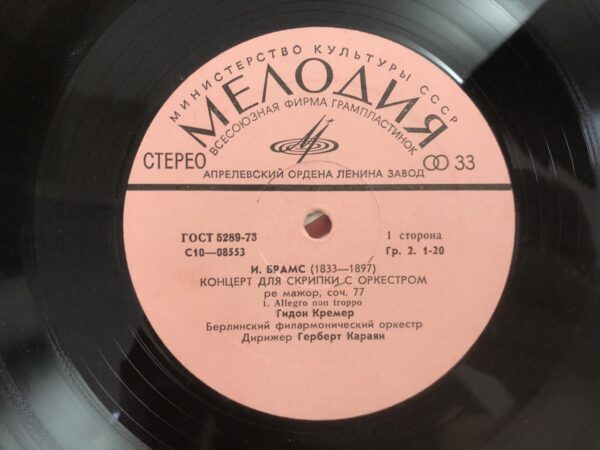 МИНИСТЕРСТВО КУЛЬТУРЫ СССР
МЕЛОДИЯ
ВСЕСОЮЗНАЯ ФИРМА ГРАМПЛАСТИНОК
СТЕРЕО 33
АПРЕЛЕВСКИЙ ОРДЕНА ЛЕНИНА ЗАВОД
ГОСТ 5289-73 1 сторона
С10—08553 Гр. 2. 1-20
И. БРАМС (1833—1897)
КОНЦЕРТ ДЛЯ СКРИПКИ С ОРКЕСТРОМ
ре мажор, соч. 77
1. Allegro non troppo
Гидон Кремер
Берлинский филармонический оркестр
Дирижер Герберт Караян